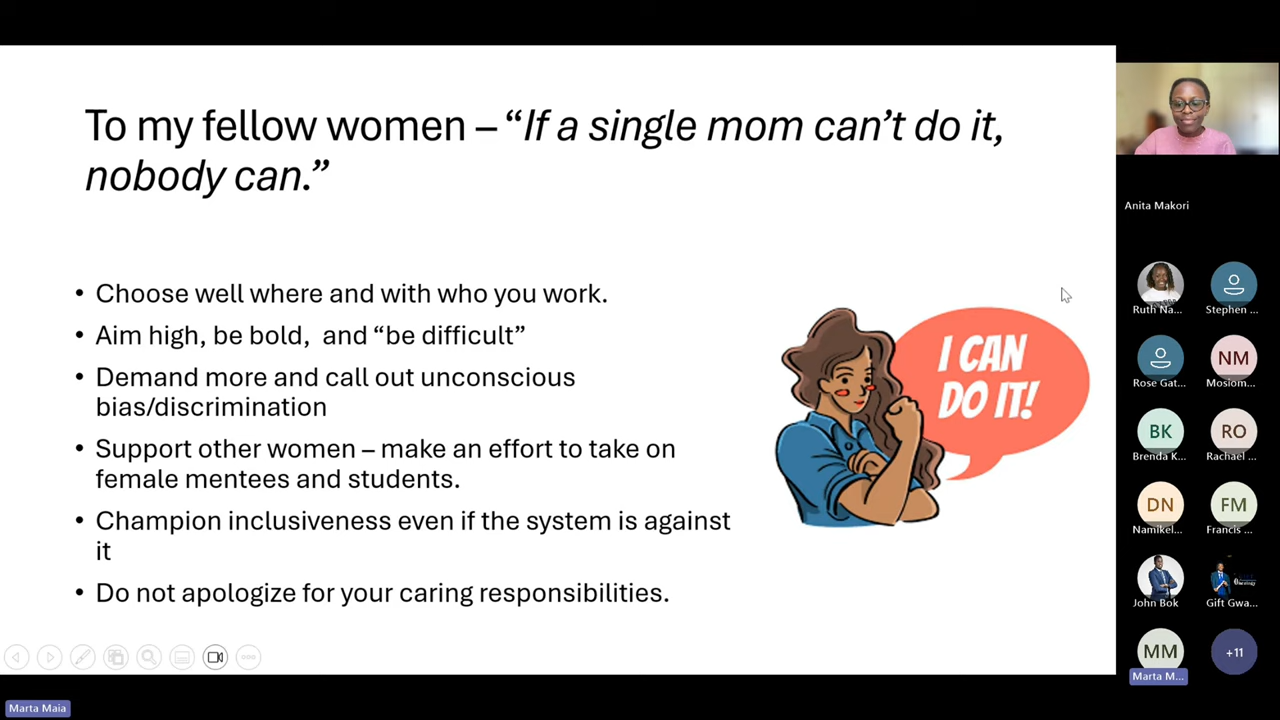 To my fellow women – “If a single mom can’t do it,
nobody can.”
• Choose well where and with who you work.
• Aim high, be bold, and “be difficult”
• Demand more and call out unconscious
bias/discrimination
• Support other women – make an effort to take on
female mentees and students.
• Champion inclusiveness even if the system is against
it
• Do not apologize for your caring responsibilities.
I CAN
DO IT!
Anita Makori
Ruth Na...
Stephen ...
Rose Gat...
NM
Mosiom...
BK
Brenda K...
RO
Rachael ...
DN
Namikel...
FM
Francis ...
John Bok
Gift Gwa...
MM
Marta M...
+11
Marta Maia